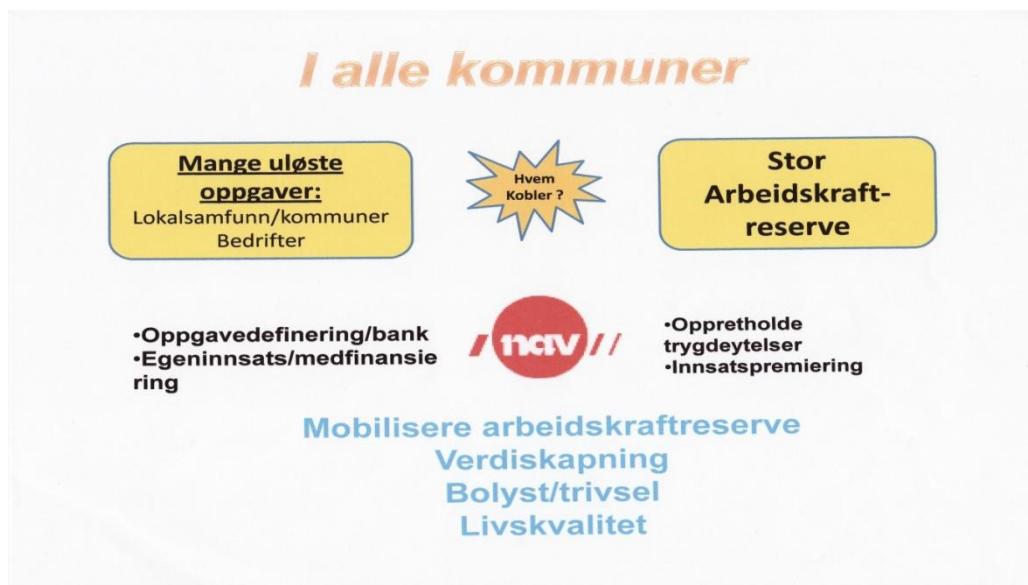 I alle kommuner
Mange uløste
oppgaver:
Lokalsamfunn/kommuner
Bedrifter
Hvem
Kobler ?
Stor
Arbeidskraft-
reserve
•Oppgavedefinering/bank
•Egeninnsats/medfinansie
ring
nav
•Oppretholde
trygdeytelser
•Innsatspremiering
Mobilisere arbeidskraftreserve
Verdiskapning
Bolyst/trivsel
Livskvalitet